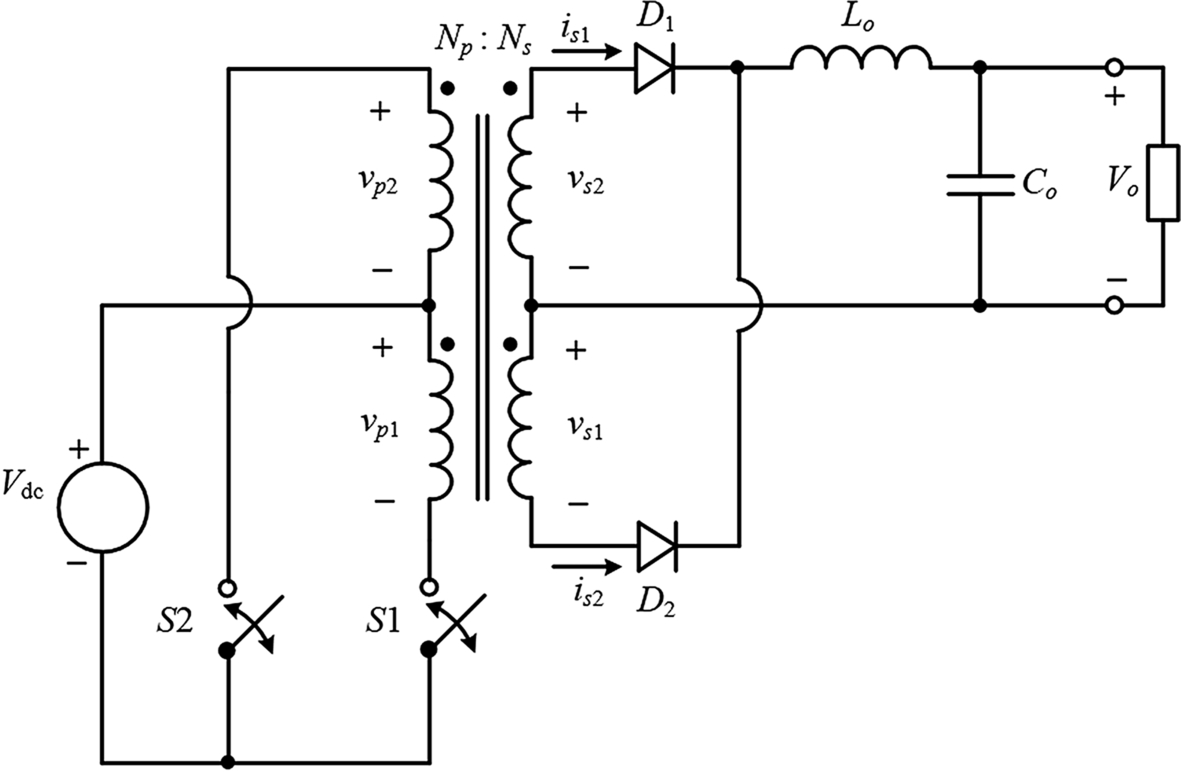 Np : Ns
is1
D1
Lo
+
+
+
vp2
vs2
Co
Vo
−
−
−
+
+
vp1
vs1
+
Vdc
−
−
−
is2
D2
S2
S1